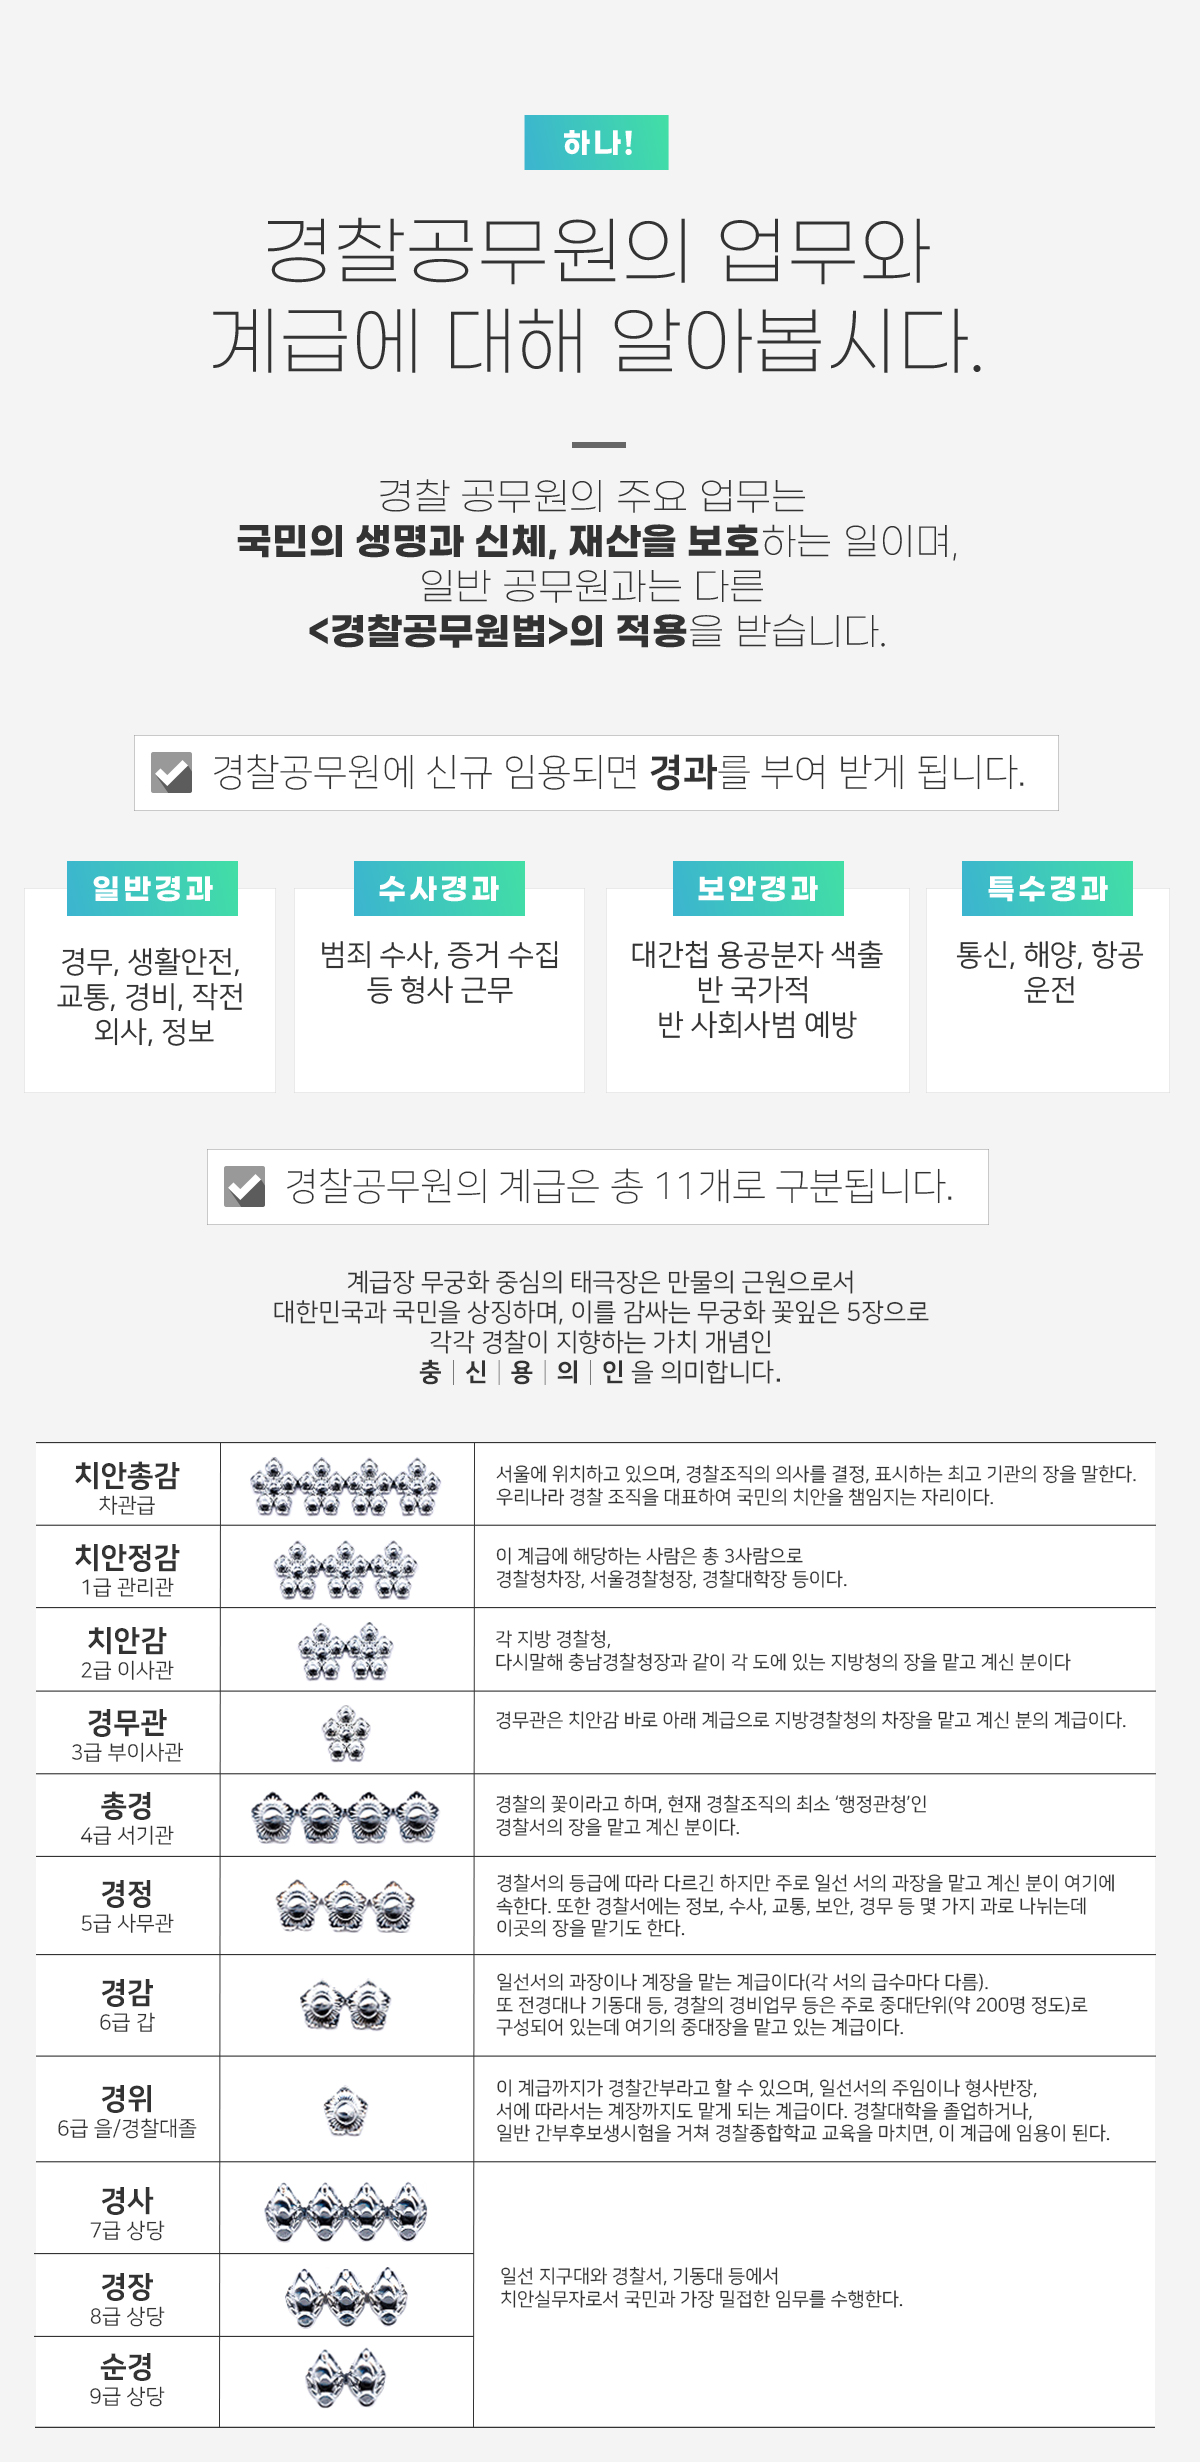 하나!
경찰공무원의 업무와
계급에 대해 알아봅시다.
경찰 공무원의 주요 업무는
국민의 생명과 신체, 재산을 보호하는 일이며,
일반 공무원과는 다른
<경찰공무원법>의 적용을 받습니다.
경찰공무원에 신규 임용되면 경과를 부여 받게 됩니다.
일반경과
경무, 생활안전,
교통, 경비, 작전
외사, 정보
수사경과
범죄 수사, 증거 수집
등 형사 근무
보안경과
대간첩 용공분자 색출
반 국가적
반 사회사범 예방
특수경과
통신, 해양, 항공
운전
경찰공무원의 계급은 총 11개로 구분됩니다.
계급장 무궁화 중심의 태극장은 만물의 근원으로서
대한민국과 국민을 상징하며, 이를 감싸는 무궁화 꽃잎은 5장으로
각각 경찰이 지향하는 가치 개념인
충 | 신 | 용 | 의 | 인 을 의미합니다.
치안총감
차관급
서울에 위치하고 있으며, 경찰조직의 의사를 결정, 표시하는 최고 기관의 장을 말한다.
우리나라 경찰 조직을 대표하여 국민의 치안을 책임지는 자리이다.
치안정감
1급 관리관
이 계급에 해당하는 사람은 총 3사람으로
경찰청차장, 서울경찰청장, 경찰대학장 등이다.
치안감
2급 이사관
각 지방 경찰청,
다시말해 충남경찰청장과 같이 각 도에 있는 지방청의 장을 맡고 계신 분이다
경무관
3급 부이사관
경무관은 치안감 바로 아래 계급으로 지방경찰청의 차장을 맡고 계신 분의 계급이다.
총경
4급 서기관
경찰의 꽃이라고 하며, 현재 경찰조직의 최소 ‘행정관청’인
경찰서의 장을 맡고 계신 분이다.
경정
5급 사무관
경찰서의 등급에 따라 다르긴 하지만 주로 일선 서의 과장을 맡고 계신 분이 여기에
속한다. 또한 경찰서에는 정보, 수사, 교통, 보안, 경무 등 몇 가지 과로 나뉘는데
이곳의 장을 맡기도 한다.
경감
6급 갑
일선서의 과장이나 계장을 맡는 계급이다(각 서의 급수마다 다름).
또 전경대나 기동대 등, 경찰의 경비업무 등은 주로 중대단위(약 200명 정도)로
구성되어 있는데 여기의 중대장을 맡고 있는 계급이다.
경위
6급 을/경찰대졸
이 계급까지가 경찰간부라고 할 수 있으며, 일선서의 주임이나 형사반장,
서에 따라서는 계장까지도 맡게 되는 계급이다. 경찰대학을 졸업하거나,
일반 간부후보생시험을 거쳐 경찰종합학교 교육을 마치면, 이 계급에 임용이 된다.
경사
7급 상당
경장
8급 상당
일선 지구대와 경찰서, 기동대 등에서
치안실무자로서 국민과 가장 밀접한 임무를 수행한다.
순경
9급 상당